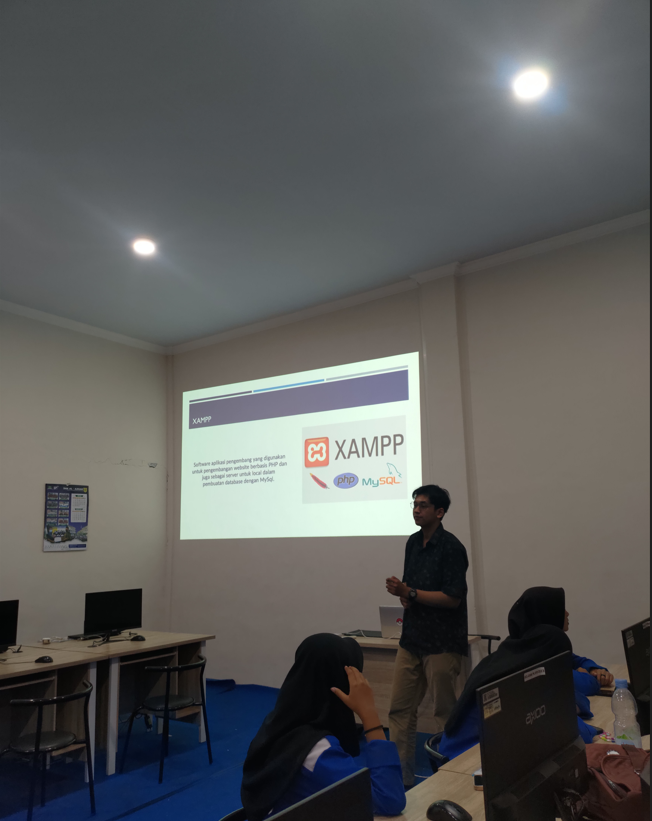 XAMPP
Software aplikasi pengembang yang digunakan
untuk pengembangan website berbasis PHP dan
juga sebagai server untuk local dalam
pembuatan database dengan MySql.
XAMPP
php
MySQL
axioo